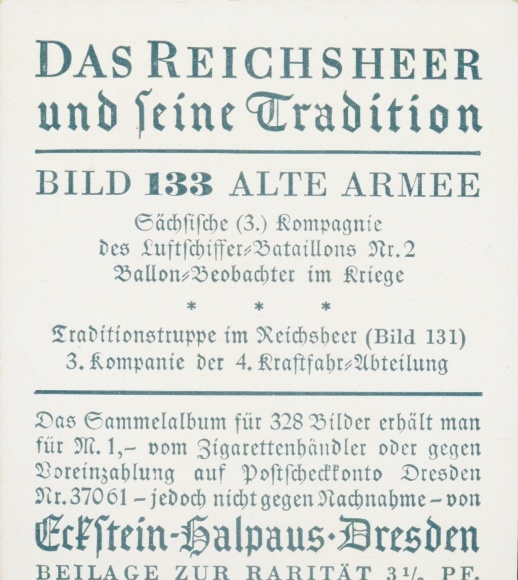 DAS REICHSHEER
und seine Tradition
BILD 133 ALTE ARMEE
Sächsische (3.) Kompagnie
des Luftschiffer-Bataillons Nr. 2
Ballon-Beobachter im Kriege
* * *
Traditionstruppe im Reichsheer (Bild 131)
3. Kompanie der 4. Kraftfahr-Abteilung
Das Sammelalbum für 328 Bilder erhält man
für M. 1,– vom Zigarettenhändler oder gegen
Voreinzahlung auf Postscheckkonto Dresden
Nr. 37061 – jedoch nicht gegen Nachnahme – von
Eckstein-Halpaus·Dresden
BEILAGE ZUR RARITÄT 3⅓ PF.